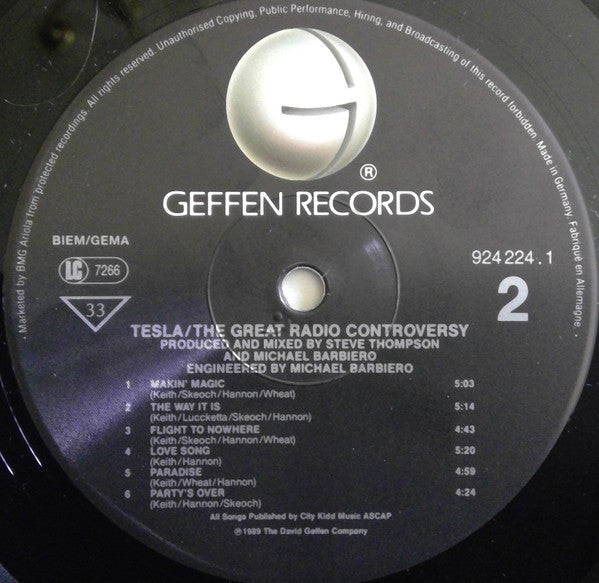 · Marketed by BMG Ariola from protected recordings. All rights reserved. Unauthorised Copying, Public Performance, Hiring, and Broadcasting of this record forbidden. Made in Germany. Fabriqué en Allemagne. ·
®
GEFFEN RECORDS
BIEM/GEMA
LC 7266
33
924 224.1
2
TESLA/THE GREAT RADIO CONTROVERSY
PRODUCED AND MIXED BY STEVE THOMPSON
AND MICHAEL BARBIERO
ENGINEERED BY MICHAEL BARBIERO
1 MAKIN' MAGIC 5:03
(Keith/Skeoch/Hannon/Wheat)
2 THE WAY IT IS 5:14
(Keith/Luccketta/Skeoch/Hannon)
3 FLIGHT TO NOWHERE 4:43
(Keith/Skeoch/Hannon/Wheat)
4 LOVE SONG 5:20
(Keith/Hannon)
5 PARADISE 4:59
(Keith/Wheat/Hannon)
6 PARTY'S OVER 4:24
(Keith/Hannon/Skeoch)
All Songs Published by City Kidd Music ASCAP
℗1989 The David Geffen Company